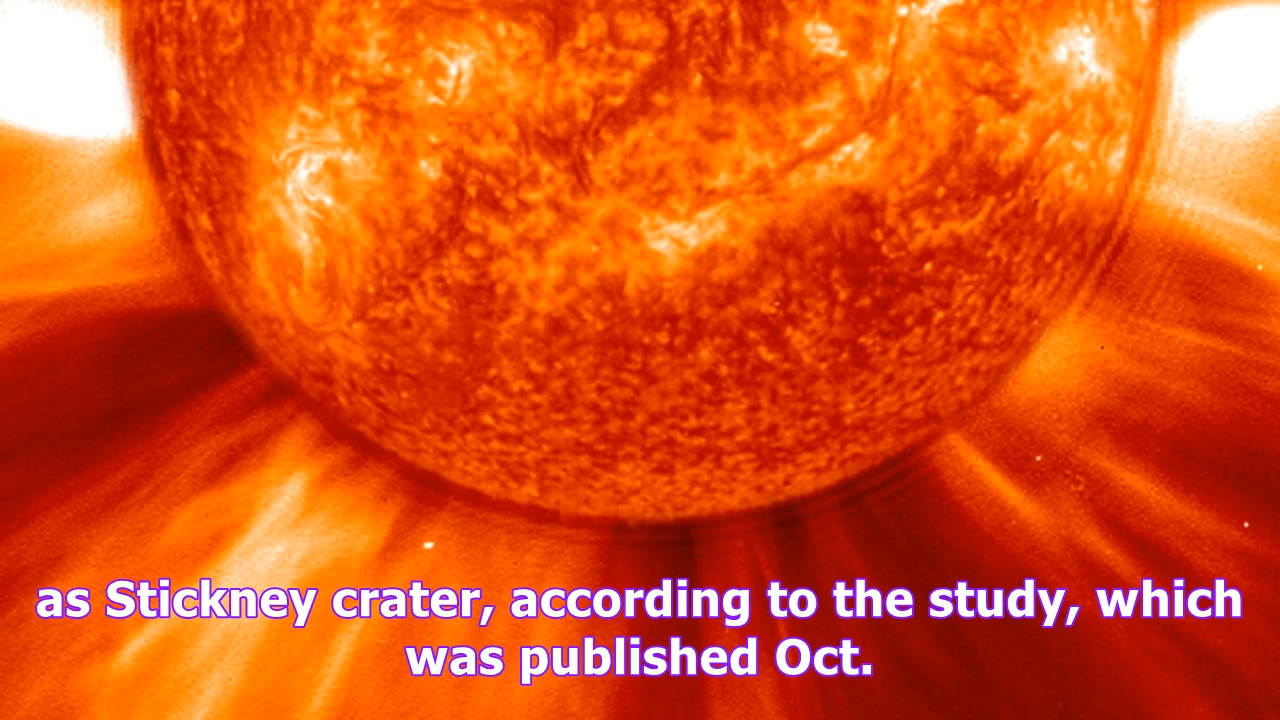 as Stickney crater, according to the study, which
was published Oct.